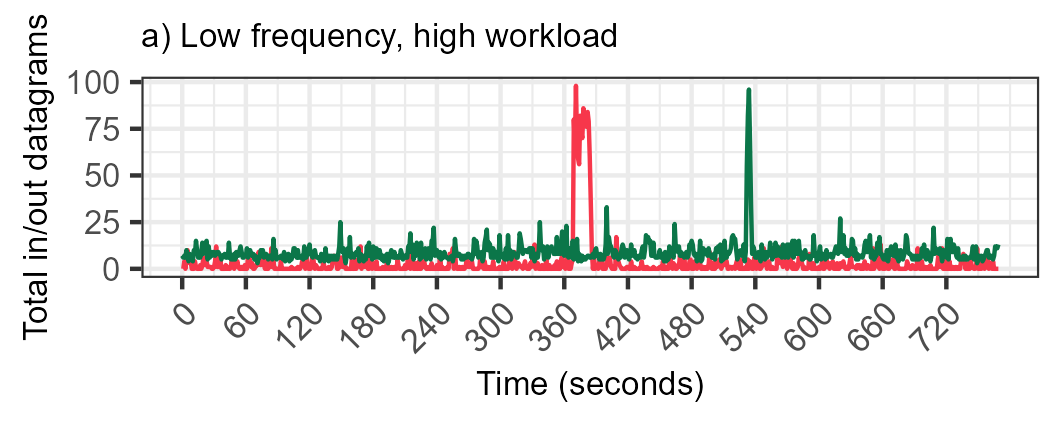 a) Low frequency, high workload
Total in/out datagrams
100
75
50
25
0
0 60 120 180 240 300 360 420 480 540 600 660 720
Time (seconds)